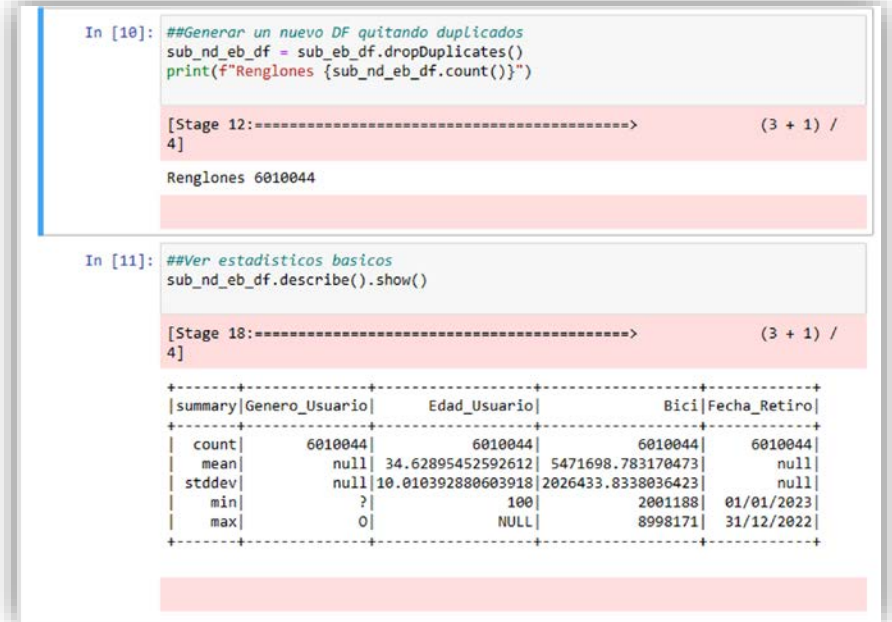 In [10]: ##Generar un nuevo DF quitando duplicados
sub_nd_eb_df = sub_eb_df.dropDuplicates()
print(f"Renglones {sub_nd_eb_df.count()}")
[Stage 12:===========================================> (3 + 1) /
4]
Renglones 6010044
In [11]: ##Ver estadisticos basicos
sub_nd_eb_df.describe().show()
[Stage 18:===========================================> (3 + 1) /
4]
+-------+--------------+------------------+------------------+------------+
|summary|Genero_Usuario| Edad_Usuario| Bici|Fecha_Retiro|
+-------+--------------+------------------+------------------+------------+
| count| 6010044| 6010044| 6010044| 6010044|
| mean| null| 34.62895452592612| 5471698.783170473| null|
| stddev| null|10.010392880603918|2026433.8338036423| null|
| min| ?| 100| 2001188| 01/01/2023|
| max| O| NULL| 8998171| 31/12/2022|
+-------+--------------+------------------+------------------+------------+